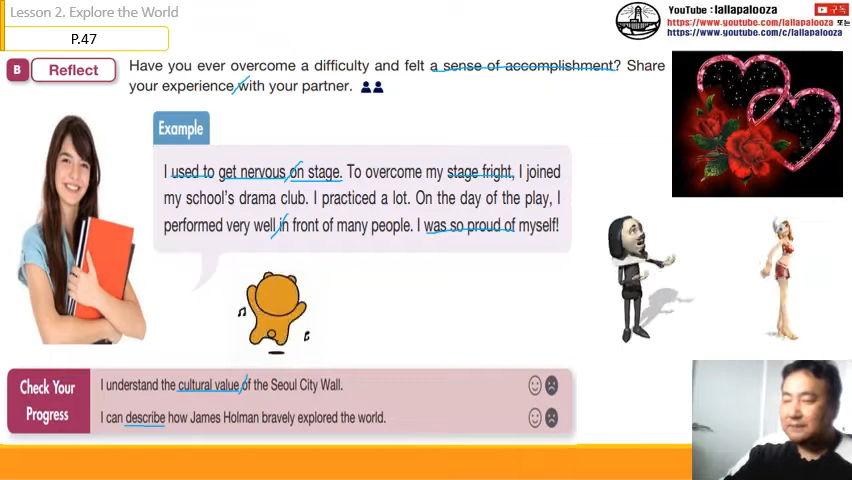 Lesson 2. Explore the World
P.47
YouTube : lallapalooza
구독
https://www.youtube.com/lallapalooza 또는
https://www.youtube.com/c/lallapalooza
B Reflect
Have you ever overcome a difficulty and felt a sense of accomplishment? Share
your experience with your partner.
Example
I used to get nervous on stage. To overcome my stage fright, I joined
my school's drama club. I practiced a lot. On the day of the play, I
performed very well in front of many people. I was so proud of myself!
Check Your
Progress
I understand the cultural value of the Seoul City Wall.
I can describe how James Holman bravely explored the world.